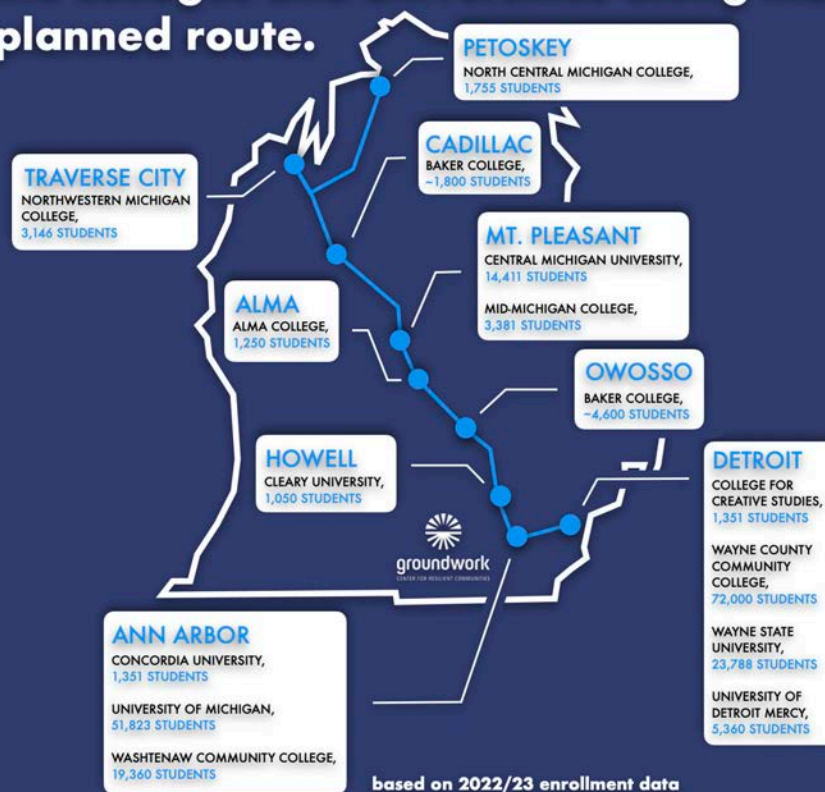 planned route.
PETOSKEY
NORTH CENTRAL MICHIGAN COLLEGE,
1,755 STUDENTS
CADILLAC
BAKER COLLEGE,
~1,800 STUDENTS
TRAVERSE CITY
NORTHWESTERN MICHIGAN
COLLEGE,
3,146 STUDENTS
MT. PLEASANT
CENTRAL MICHIGAN UNIVERSITY,
14,411 STUDENTS
MID-MICHIGAN COLLEGE,
3,381 STUDENTS
ALMA
ALMA COLLEGE,
1,250 STUDENTS
OWOSSO
BAKER COLLEGE,
~4,600 STUDENTS
HOWELL
CLEARY UNIVERSITY,
1,050 STUDENTS
DETROIT
COLLEGE FOR
CREATIVE STUDIES,
1,351 STUDENTS
WAYNE COUNTY
COMMUNITY
COLLEGE,
72,000 STUDENTS
WAYNE STATE
UNIVERSITY,
23,788 STUDENTS
UNIVERSITY OF
DETROIT MERCY,
5,360 STUDENTS
groundwork
CENTER FOR RESILIENT COMMUNITIES
ANN ARBOR
CONCORDIA UNIVERSITY,
1,351 STUDENTS
UNIVERSITY OF MICHIGAN,
51,823 STUDENTS
WASHTENAW COMMUNITY COLLEGE,
19,360 STUDENTS
based on 2022/23 enrollment data